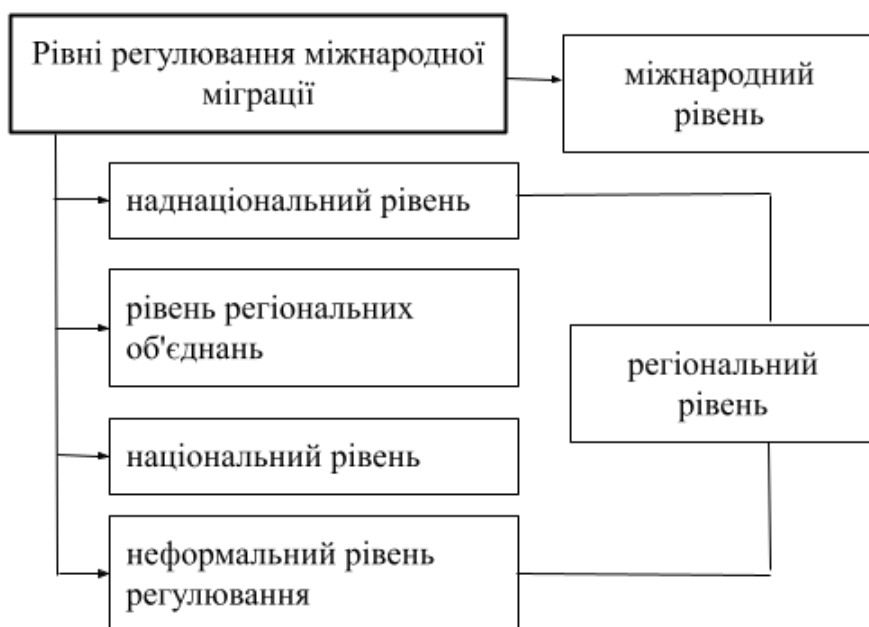 Рівні регулювання міжнародної
міграції
міжнародний
рівень
наднаціональний рівень
рівень регіональних
об'єднань
регіональний
рівень
національний рівень
неформальний рівень
регулювання